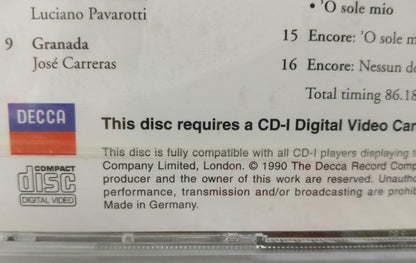 Luciano Pavarotti
9 Granada
José Carreras
• 'O sole mio
15 Encore: 'O sole m
16 Encore: Nessun do
Total timing 86.18
DECCA
This disc requires a CD-I Digital Video Car
COMPACT
disc
DIGITAL VIDEO
This disc is fully compatible with all CD-I players displaying t
Company Limited, London. © 1990 The Decca Record Comp
producer and the owner of this work are reserved. Unautho
performance, transmission and/or broadcasting are prohib
Made in Germany.